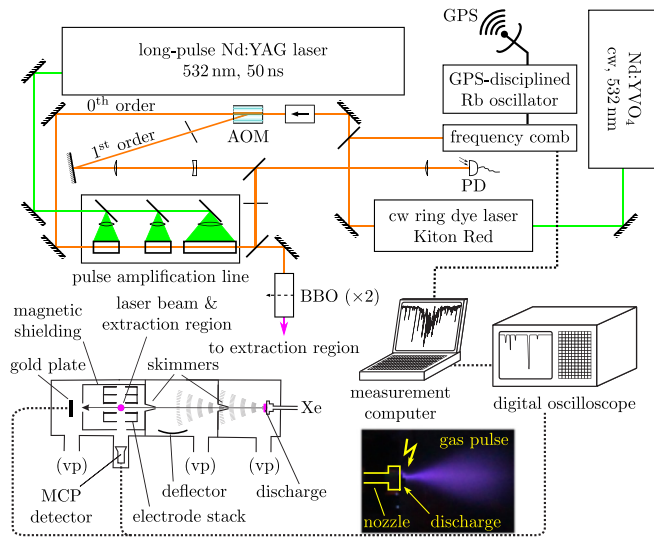 GPS
long-pulse Nd:YAG laser
532 nm, 50 ns
Nd:YVO4
cw, 532 nm
GPS-disciplined
Rb oscillator
0th order
AOM
frequency comb
1st order
PD
cw ring dye laser
Kiton Red
pulse amplification line
BBO (×2)
laser beam &
extraction region
magnetic
shielding
to extraction region
gold plate
skimmers
Xe
measurement
computer
digital oscilloscope
(vp)
(vp)
(vp)
deflector
discharge
MCP
detector
electrode stack
gas pulse
nozzle
discharge